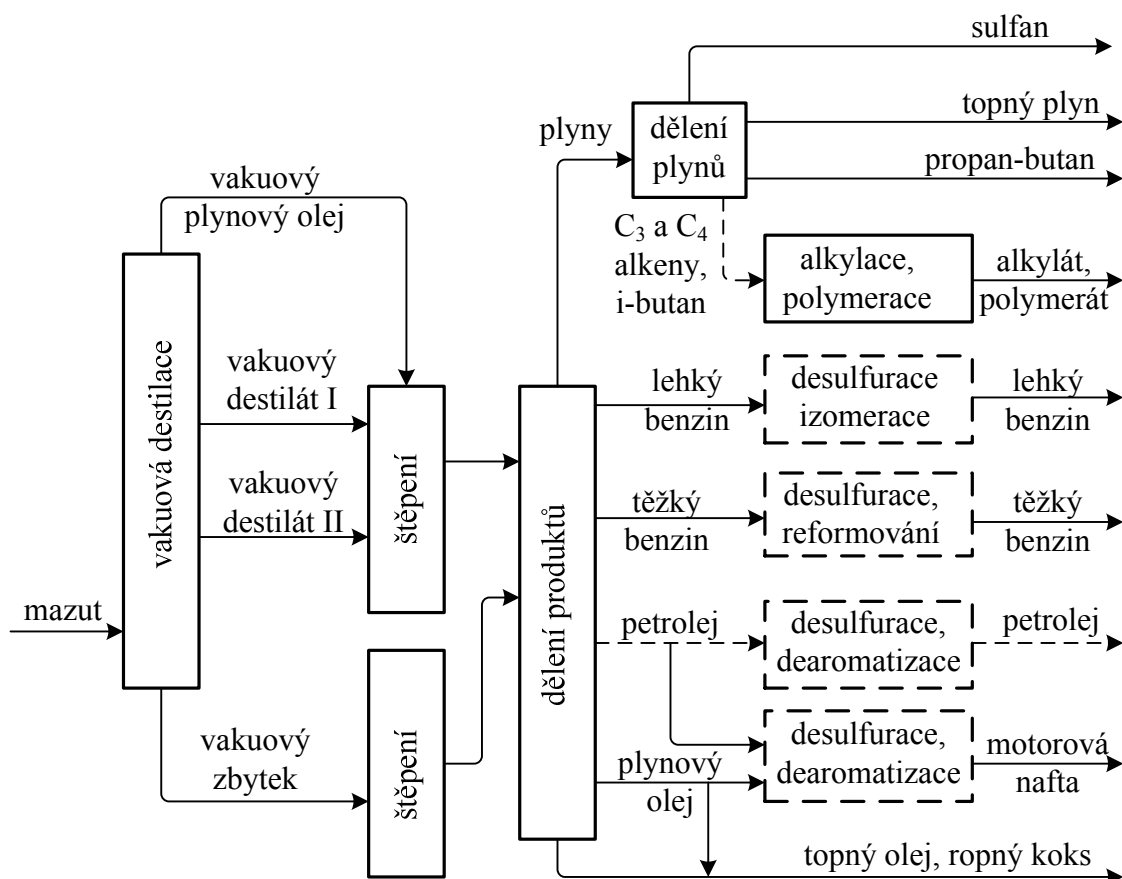 sulfan
topný plyn
plyny
dělení
plynů
propan-butan
vakuový
plynový olej
C₃ a C₄
alkeny,
i-butan
alkylace,
polymerace
alkylát,
polymerát
vakuová destilace
vakuový
destilát I
vakuový
destilát II
štěpení
lehký
benzin
desulfurace
izomerace
lehký
benzin
těžký
benzin
desulfurace,
reformování
těžký
benzin
mazut
dělení produktů
petrolej
desulfurace,
dearomatizace
petrolej
vakuový
zbytek
štěpení
plynový
olej
desulfurace,
dearomatizace
motorová
nafta
topný olej, ropný koks